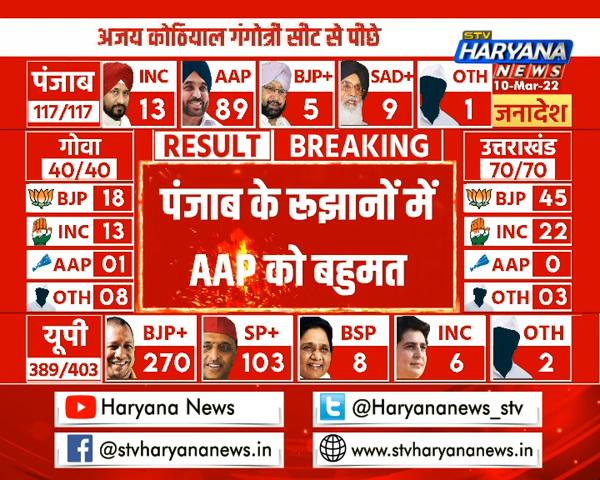 अजय कोठियाल गंगोत्री सीट से पीछे
STV
HARYANA
NEWS
10-Mar-22
जनादेश
पंजाब
117/117
INC
13
AAP
89
BJP+
5
SAD+
9
OTH
1
गोवा
40/40
BJP 18
INC 13
AAP 01
OTH 08
RESULT BREAKING
पंजाब के रूझानों में
AAP को बहुमत
उत्तराखंड
70/70
BJP 45
INC 22
AAP 0
OTH 03
यूपी
389/403
BJP+
270
SP+
103
BSP
8
INC
6
OTH
2
Haryana News
@Haryananews_stv
@stvharyananews.in
www.stvharyananews.in